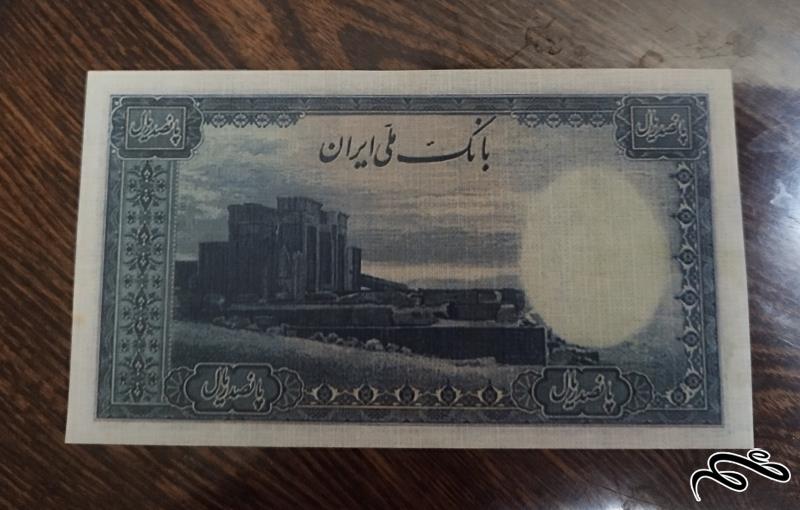 پانصد ریال
پانصد ریال
بانک ملی ایران
پانصد ریال
پانصد ریال